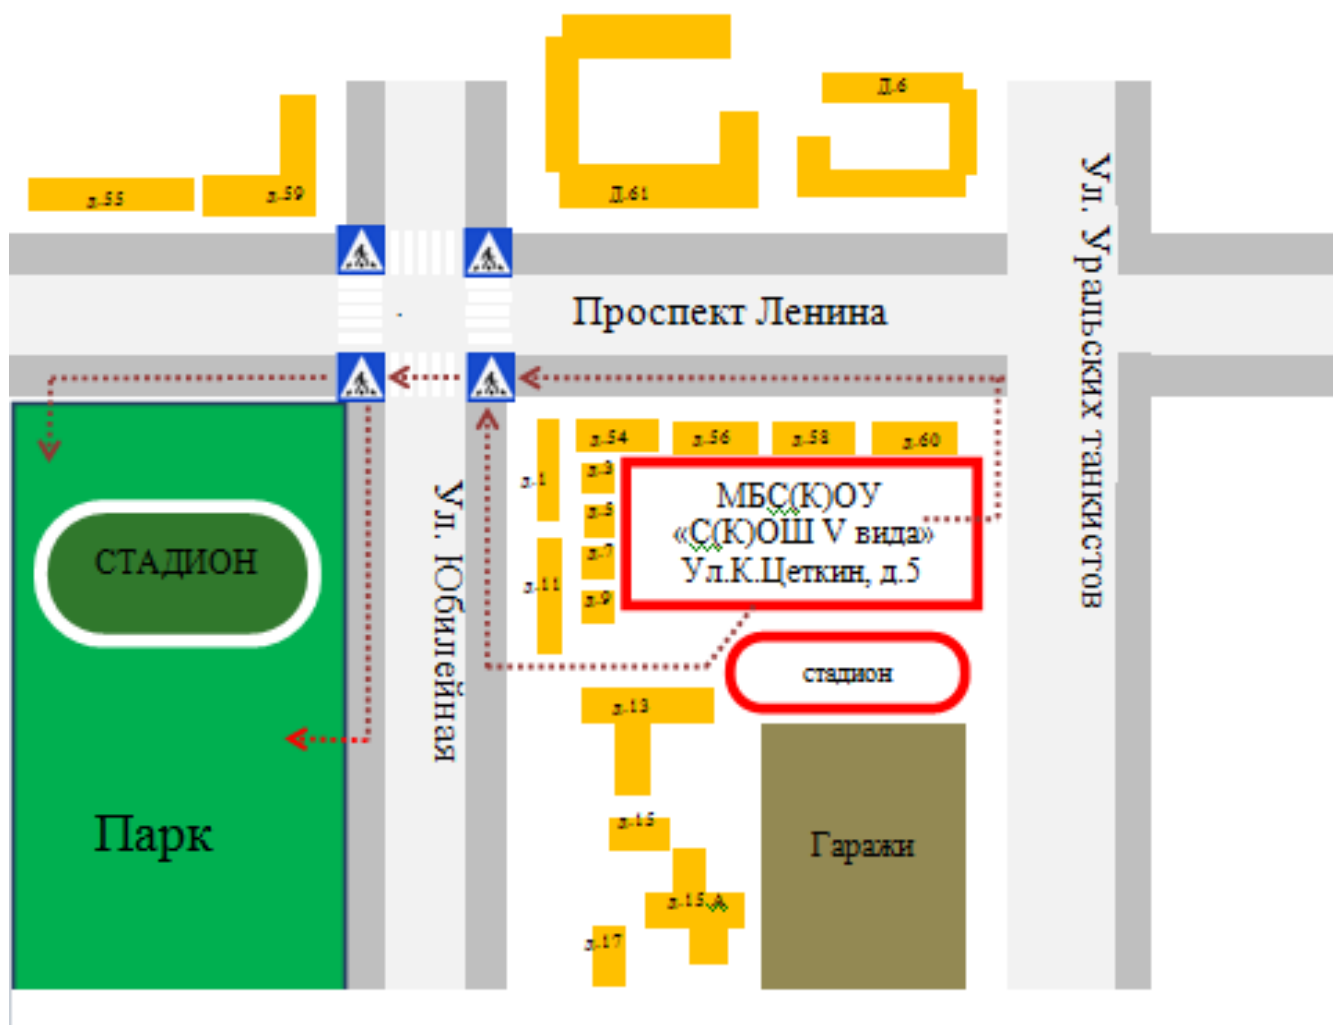 Д.6
д.55
д.59
Д.61
Ул. Уральских танкистов
Проспект Ленина
д.54
д.56
д.58
д.60
д.1
д.3
д.5
д.7
д.9
д.11
МБС(К)ОУ
«С(К)ОШ V вида»
Ул.К.Цеткин, д.5
СТАДИОН
Ул. Юбилейная
стадион
д.13
Парк
д.15
Гаражи
д.15 А
д.17